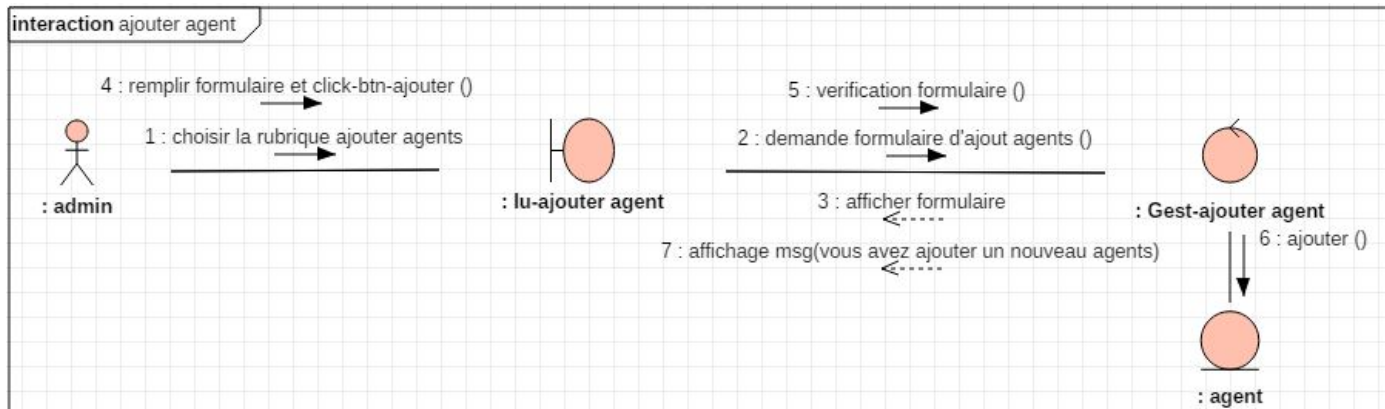 interaction ajouter agent
4 : remplir formulaire et click-btn-ajouter ()
5 : verification formulaire ()
1 : choisir la rubrique ajouter agents
2 : demande formulaire d'ajout agents ()
: admin
: Iu-ajouter agent
3 : afficher formulaire
: Gest-ajouter agent
7 : affichage msg(vous avez ajouter un nouveau agents)
6 : ajouter ()
: agent